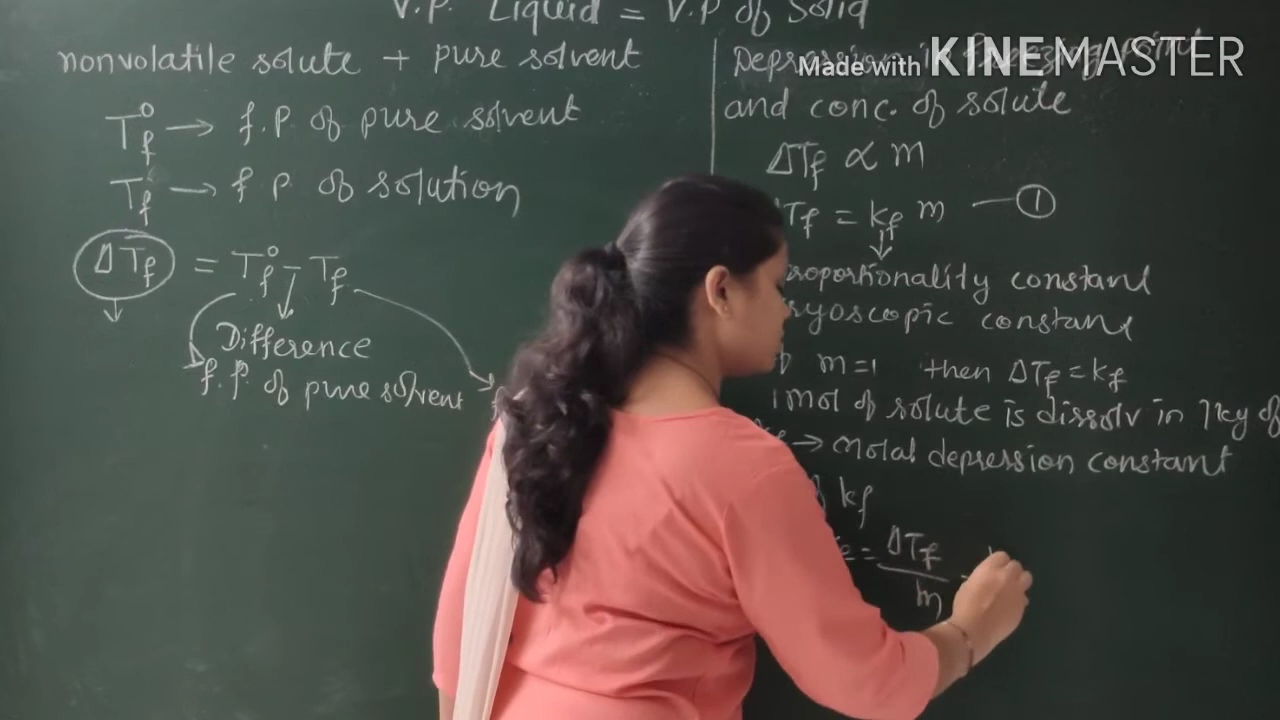 V.P. Liquid = V.P of Solid
nonvolatile solute + pure solvent
T°f → f.P. of pure solvent
Tf → f P. of solution
ΔTf = T°f – Tf
Difference
f.P. of pure solvent
Made with KINEMASTER
and conc. of solute
ΔTf ∝ m
Tf = kf m — ①
roportionality constant
ryoscopic constant
m=1 then ΔTf = kf
1mol of solute is dissolv in 1kg of
→ molal depression constant
kf
= ΔTf
m